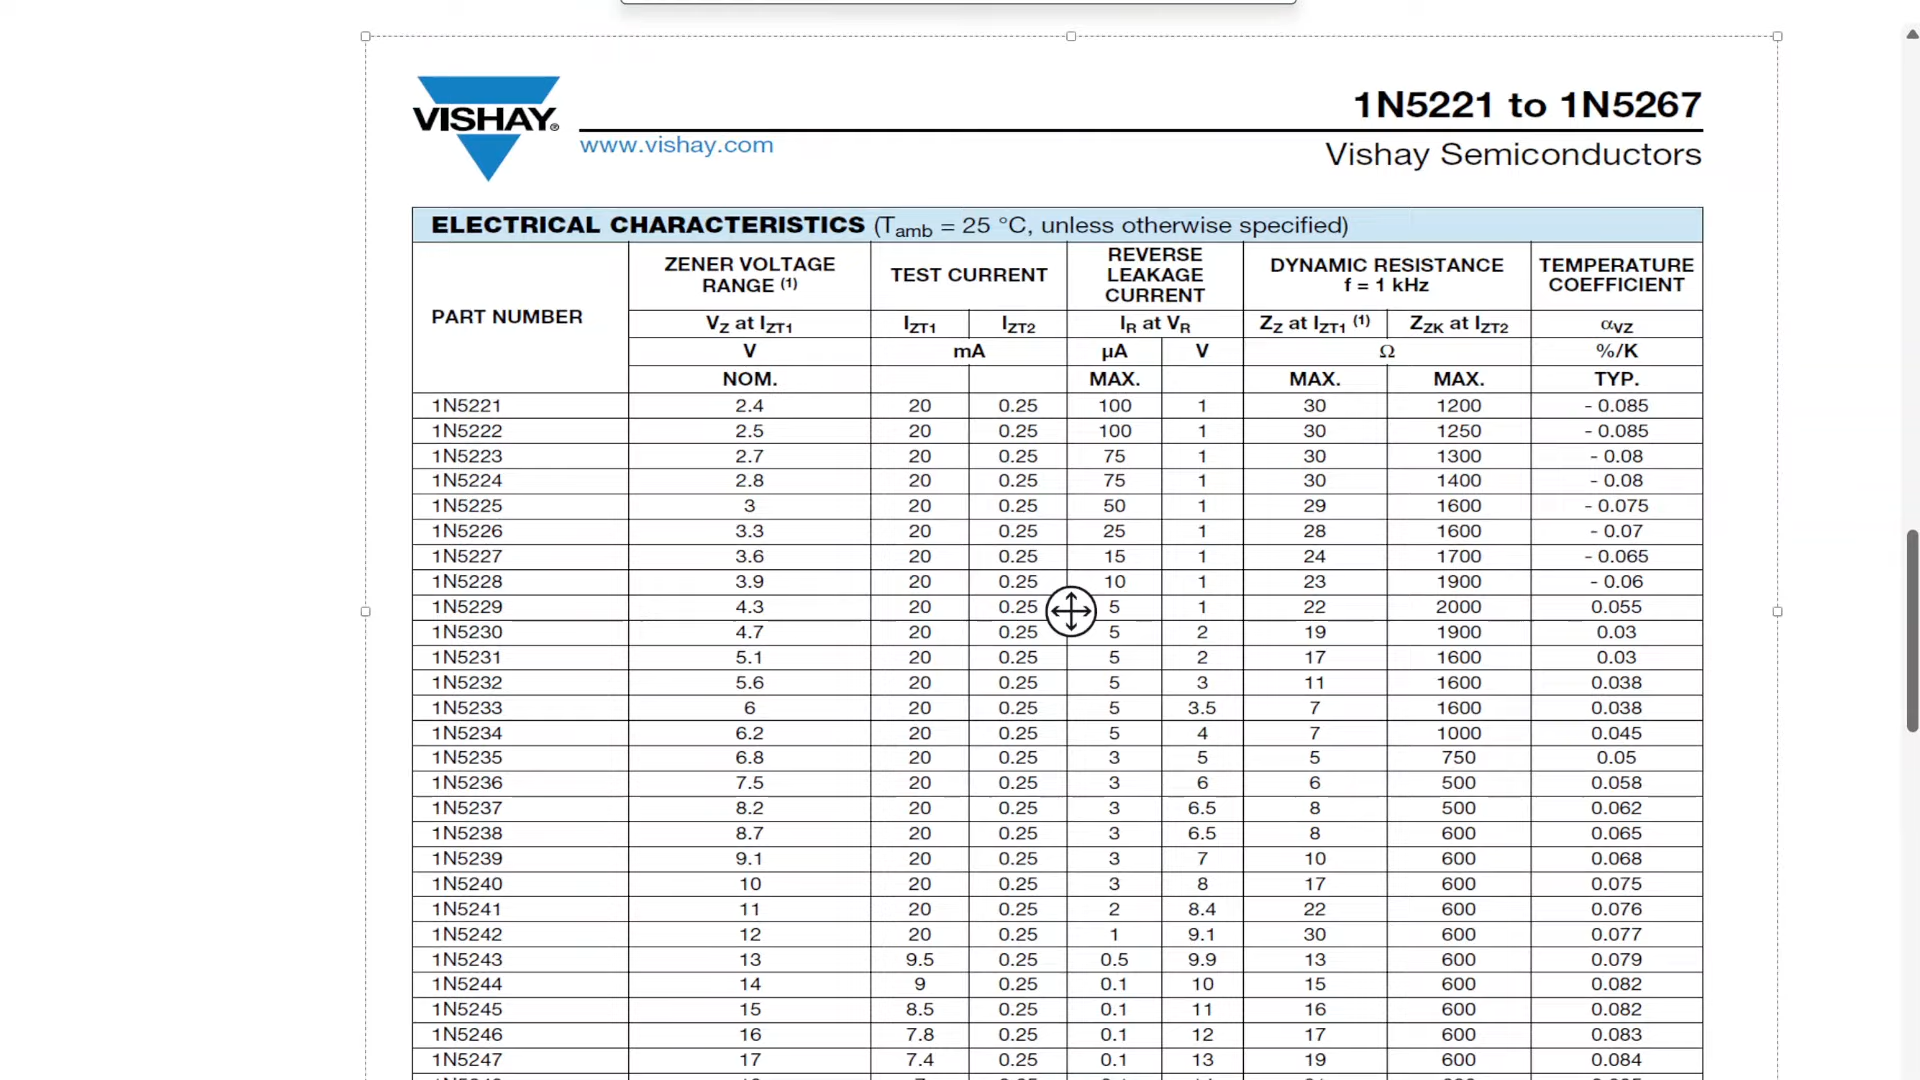 VISHAY®
www.vishay.com
1N5221 to 1N5267
Vishay Semiconductors
ELECTRICAL CHARACTERISTICS (Tamb = 25 °C, unless otherwise specified)
PART NUMBER ZENER VOLTAGE RANGE (1) TEST CURRENT REVERSE LEAKAGE CURRENT DYNAMIC RESISTANCE f = 1 kHz TEMPERATURE COEFFICIENT
VZ at IZT1 IZT1 IZT2 IR at VR ZZ at IZT1 (1) ZZK at IZT2 αVZ
V mA μA V Ω %/K
NOM. MAX. MAX. MAX. TYP.
1N5221 2.4 20 0.25 100 1 30 1200 - 0.085
1N5222 2.5 20 0.25 100 1 30 1250 - 0.085
1N5223 2.7 20 0.25 75 1 30 1300 - 0.08
1N5224 2.8 20 0.25 75 1 30 1400 - 0.08
1N5225 3 20 0.25 50 1 29 1600 - 0.075
1N5226 3.3 20 0.25 25 1 28 1600 - 0.07
1N5227 3.6 20 0.25 15 1 24 1700 - 0.065
1N5228 3.9 20 0.25 10 1 23 1900 - 0.06
1N5229 4.3 20 0.25 5 1 22 2000 0.055
1N5230 4.7 20 0.25 5 2 19 1900 0.03
1N5231 5.1 20 0.25 5 2 17 1600 0.03
1N5232 5.6 20 0.25 5 3 11 1600 0.038
1N5233 6 20 0.25 5 3.5 7 1600 0.038
1N5234 6.2 20 0.25 5 4 7 1000 0.045
1N5235 6.8 20 0.25 3 5 5 750 0.05
1N5236 7.5 20 0.25 3 6 6 500 0.058
1N5237 8.2 20 0.25 3 6.5 8 500 0.062
1N5238 8.7 20 0.25 3 6.5 8 600 0.065
1N5239 9.1 20 0.25 3 7 10 600 0.068
1N5240 10 20 0.25 3 8 17 600 0.075
1N5241 11 20 0.25 2 8.4 22 600 0.076
1N5242 12 20 0.25 1 9.1 30 600 0.077
1N5243 13 9.5 0.25 0.5 9.9 13 600 0.079
1N5244 14 9 0.25 0.1 10 15 600 0.082
1N5245 15 8.5 0.25 0.1 11 16 600 0.082
1N5246 16 7.8 0.25 0.1 12 17 600 0.083
1N5247 17 7.4 0.25 0.1 13 19 600 0.084